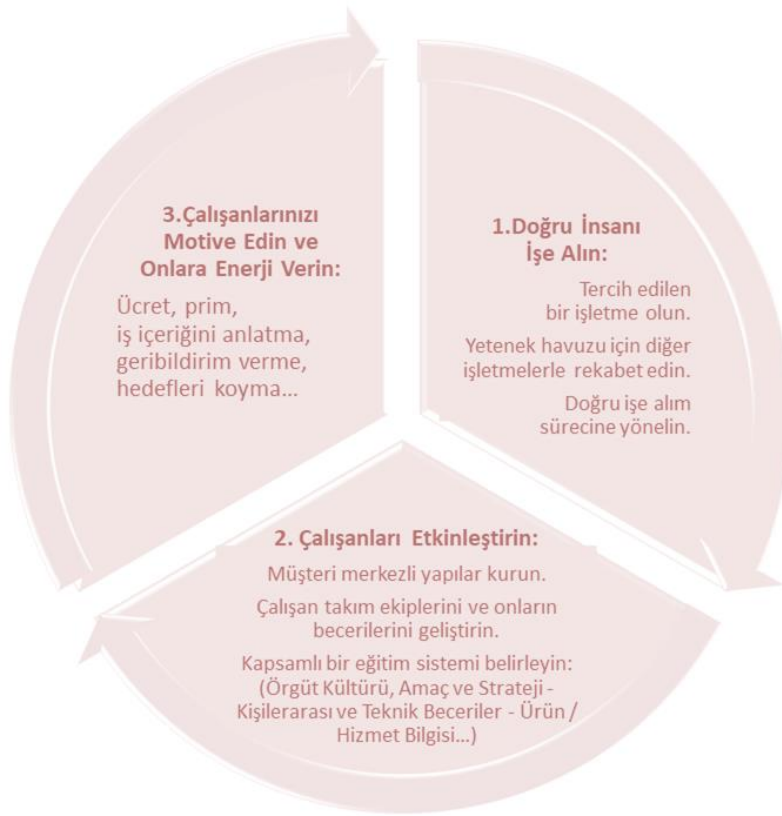 1.Doğru İnsanı
İşe Alın:
Tercih edilen
bir işletme olun.
Yetenek havuzu için diğer
işletmelerle rekabet edin.
Doğru işe alım
sürecine yönelin.
2. Çalışanları Etkinleştirin:
Müşteri merkezli yapılar kurun.
Çalışan takım ekiplerini ve onların
becerilerini geliştirin.
Kapsamlı bir eğitim sistemi belirleyin:
(Örgüt Kültürü, Amaç ve Strateji -
Kişilerarası ve Teknik Beceriler - Ürün /
Hizmet Bilgisi...)
3.Çalışanlarınızı
Motive Edin ve
Onlara Enerji Verin:
Ücret, prim,
iş içeriğini anlatma,
geribildirim verme,
hedefleri koyma...